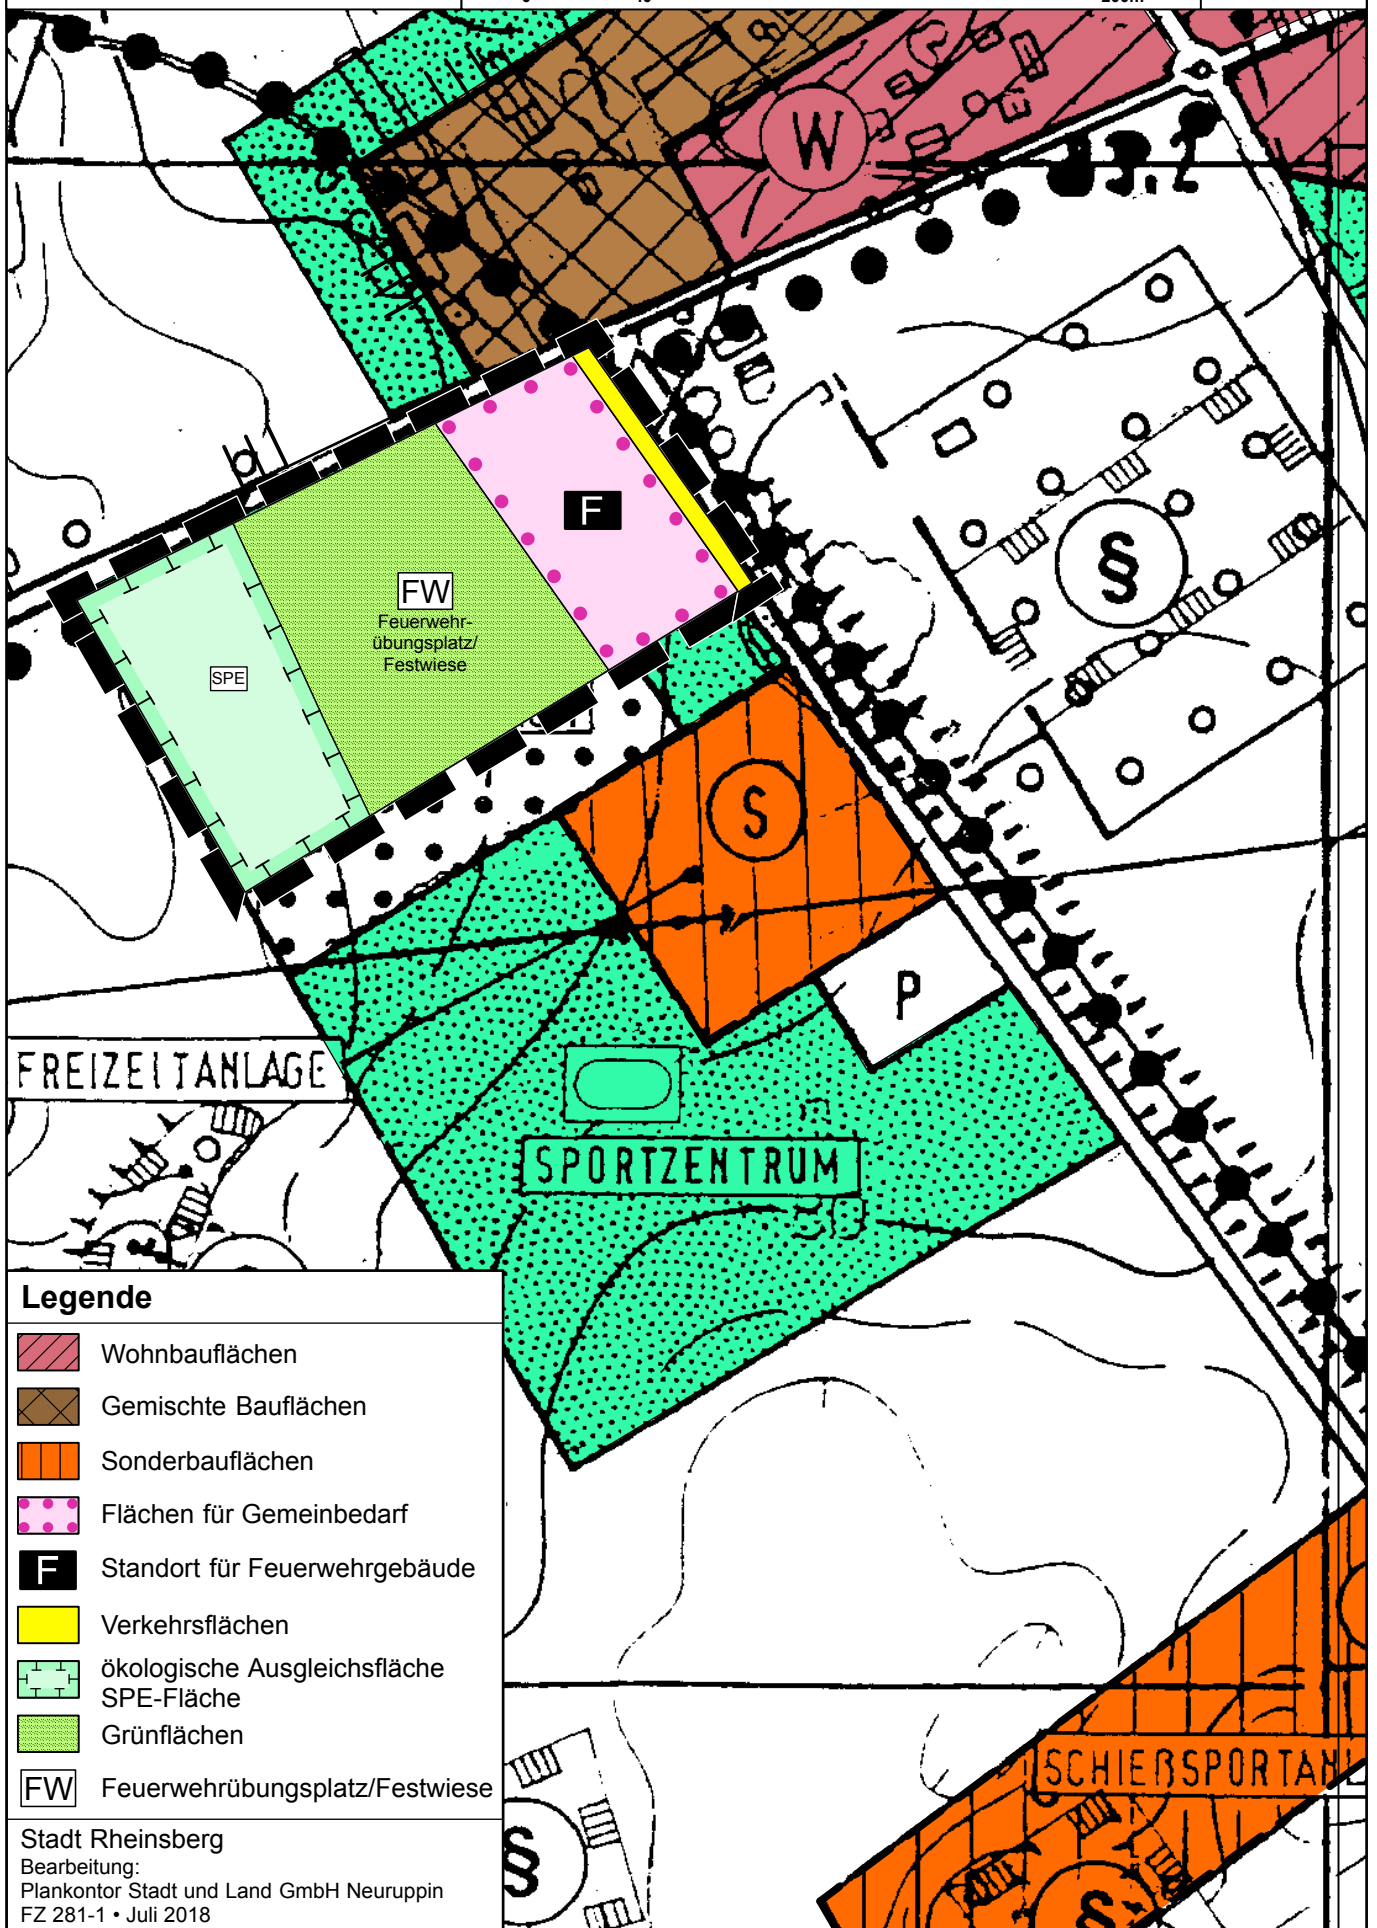 W
F
FW
Feuerwehr-
übungsplatz/
Festwiese
§
SPE
S
P
FREIZEITANLAGE
SPORTZENTRUM
Legende
Wohnbauflächen
Gemischte Bauflächen
Sonderbauflächen
Flächen für Gemeinbedarf
F Standort für Feuerwehrgebäude
Verkehrsflächen
ökologische Ausgleichsfläche
SPE-Fläche
Grünflächen
FW Feuerwehrübungsplatz/Festwiese
SCHIEßSPORTANL
§
§
Stadt Rheinsberg
Bearbeitung:
Plankontor Stadt und Land GmbH Neuruppin
FZ 281-1 • Juli 2018